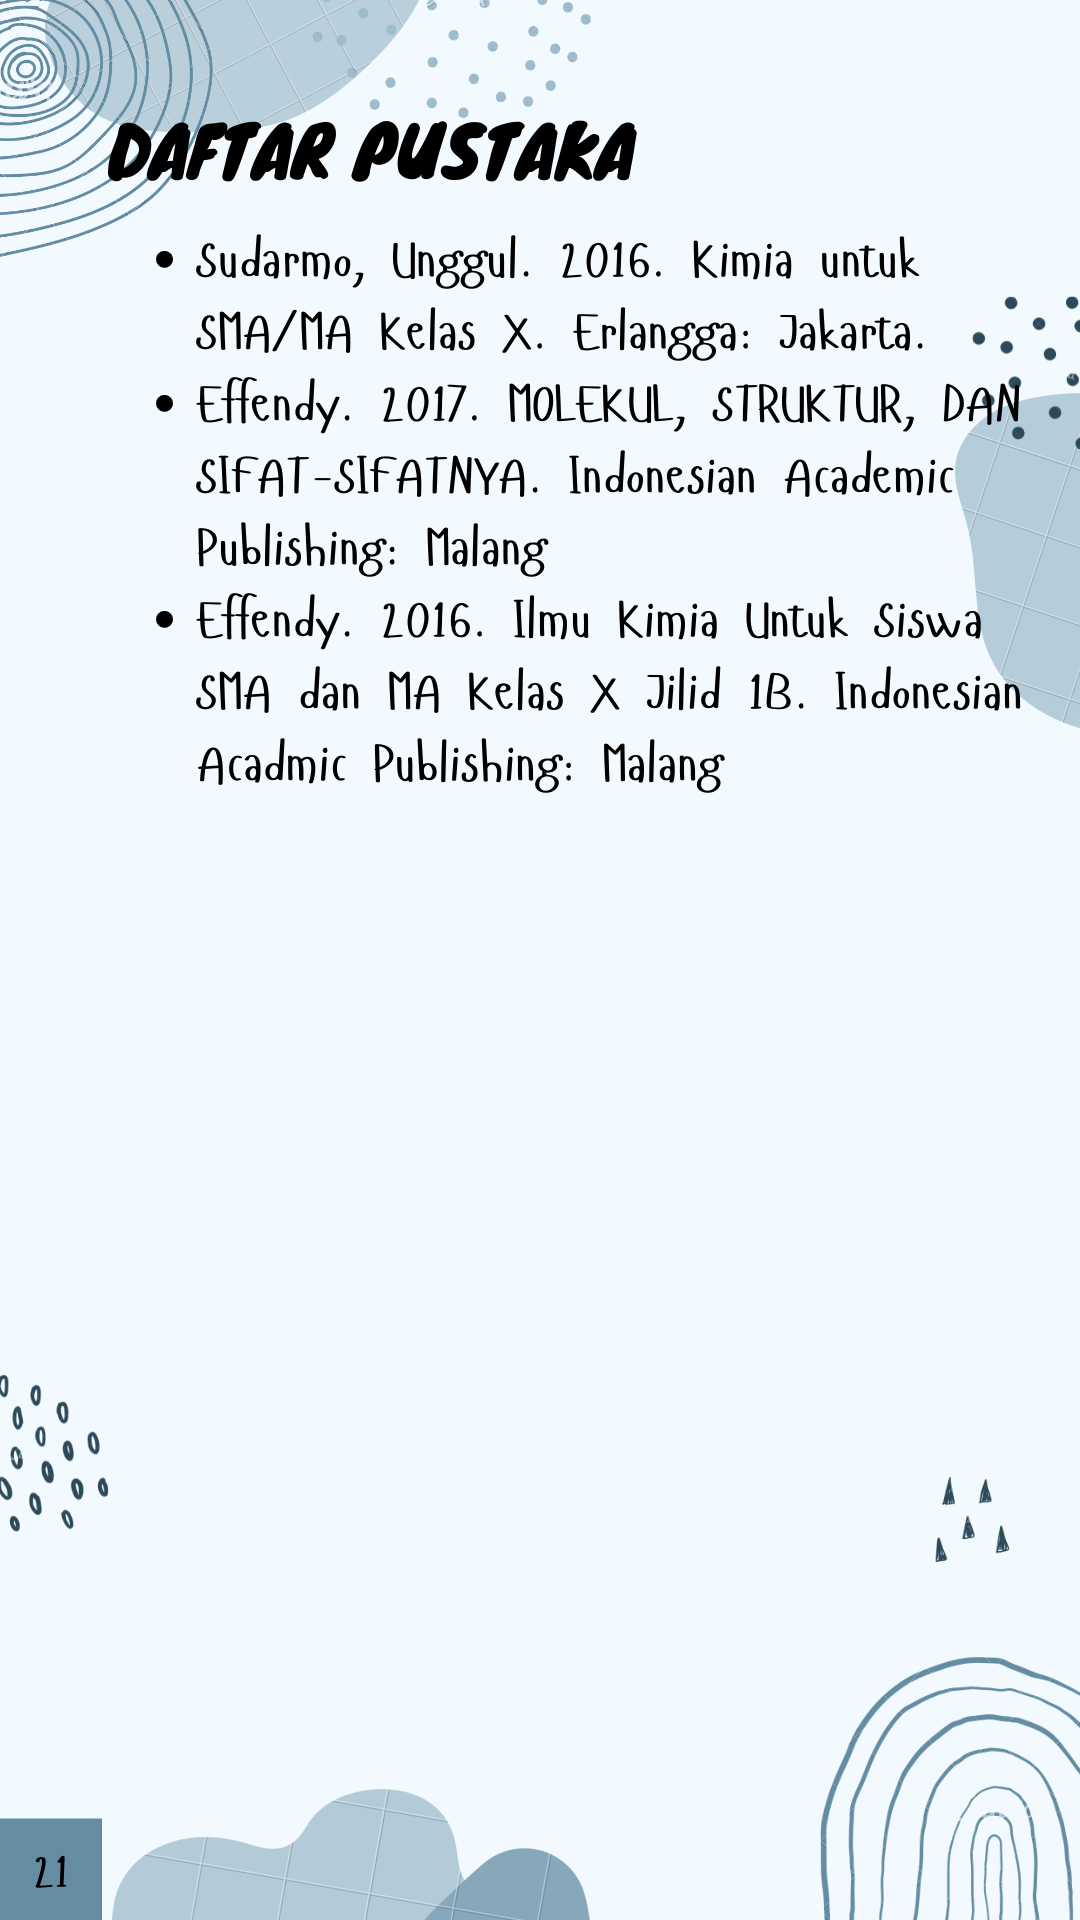 DAFTAR PUSTAKA
• Sudarmo, Unggul. 2016. Kimia untuk
SMA/MA Kelas X. Erlangga: Jakarta.
• Effendy. 2017. MOLEKUL, STRUKTUR, DAN
SIFAT-SIFATNYA. Indonesian Academic
Publishing: Malang
• Effendy. 2016. Ilmu Kimia Untuk Siswa
SMA dan MA Kelas X Jilid 1B. Indonesian
Acadmic Publishing: Malang
21